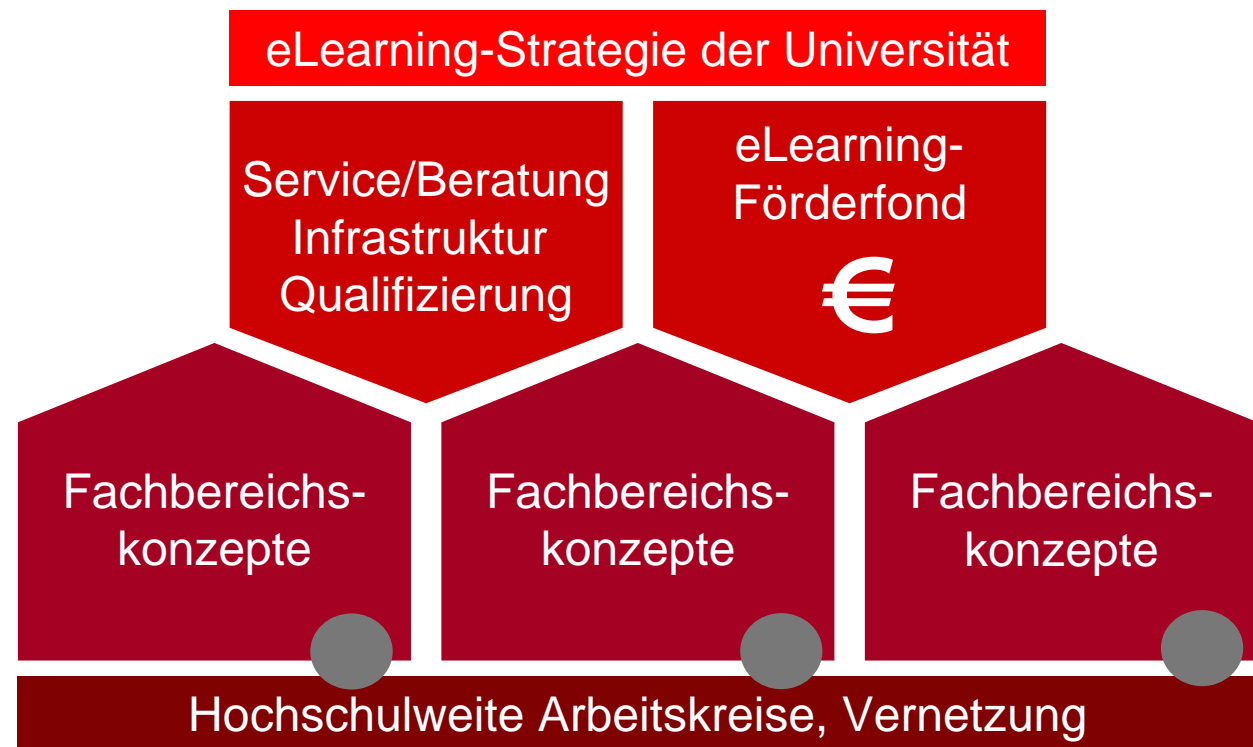 eLearning-Strategie der Universität
Service/Beratung
Infrastruktur
Qualifizierung
eLearning-
Förderfond
€
Fachbereichs-
konzepte
Fachbereichs-
konzepte
Fachbereichs-
konzepte
Hochschulweite Arbeitskreise, Vernetzung